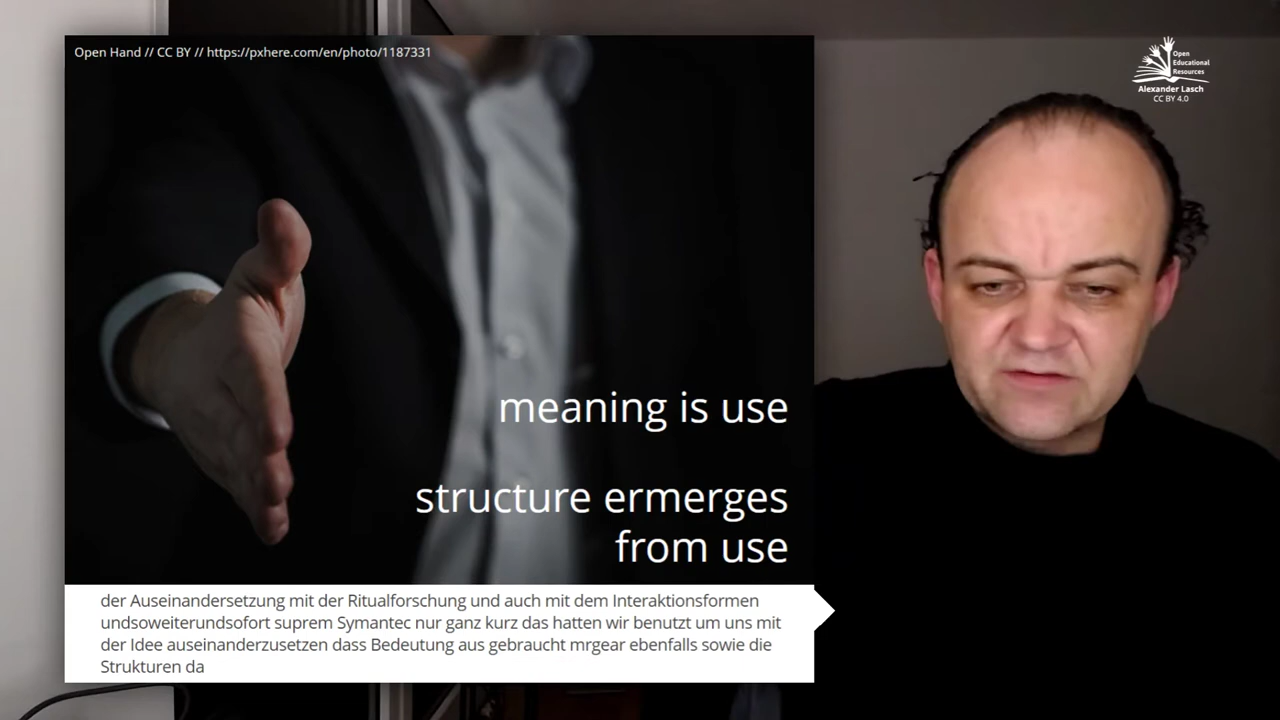 Open Hand // CC BY // https://pxhere.com/en/photo/1187331
Open
Educational
Resources
Alexander Lasch
CC BY 4.0
meaning is use
structure ermerges
from use
der Auseinandersetzung mit der Ritualforschung und auch mit dem Interaktionsformen
undsoweiterundsofort suprem Symantec nur ganz kurz das hatten wir benutzt um uns mit
der Idee auseinanderzusetzen dass Bedeutung aus gebraucht mrgear ebenfalls sowie die
Strukturen da